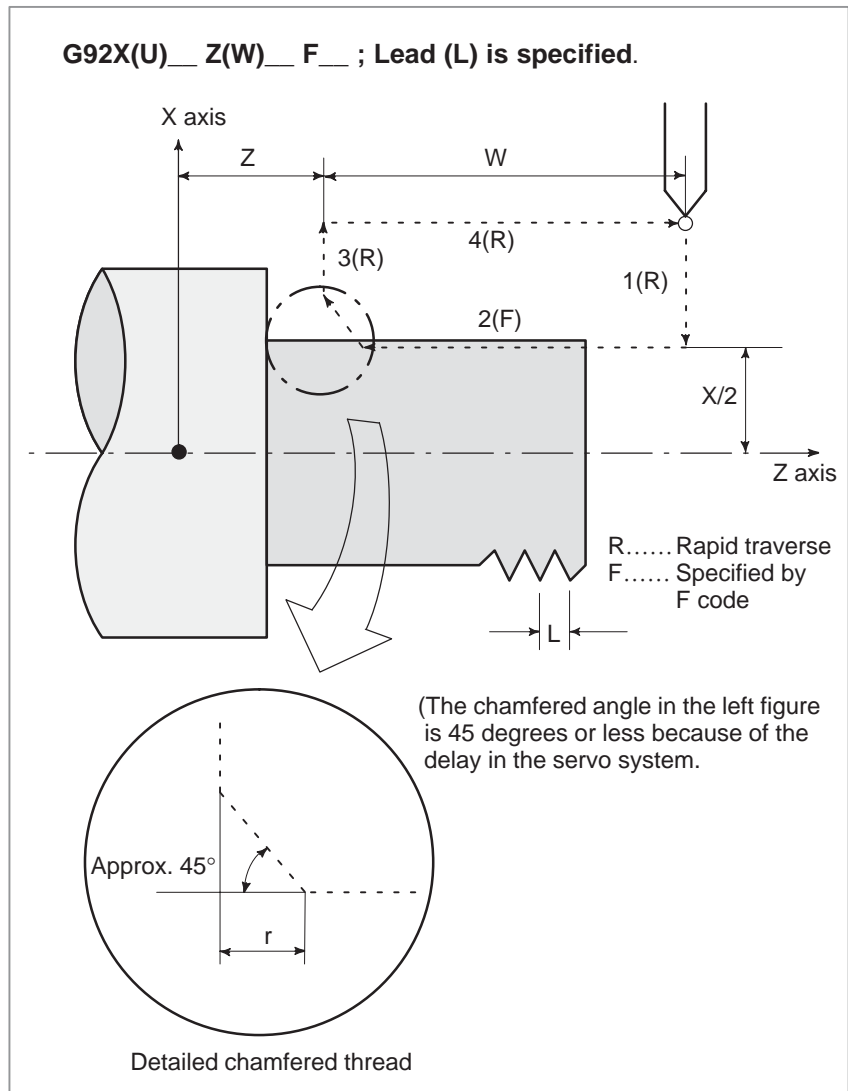 G92X(U)__ Z(W)__ F__ ; Lead (L) is specified.
X axis
Z
W
4(R)
3(R)
1(R)
2(F)
X/2
Z axis
R...... Rapid traverse
F...... Specified by
F code
L
(The chamfered angle in the left figure
is 45 degrees or less because of the
delay in the servo system.
Approx. 45°
r
Detailed chamfered thread